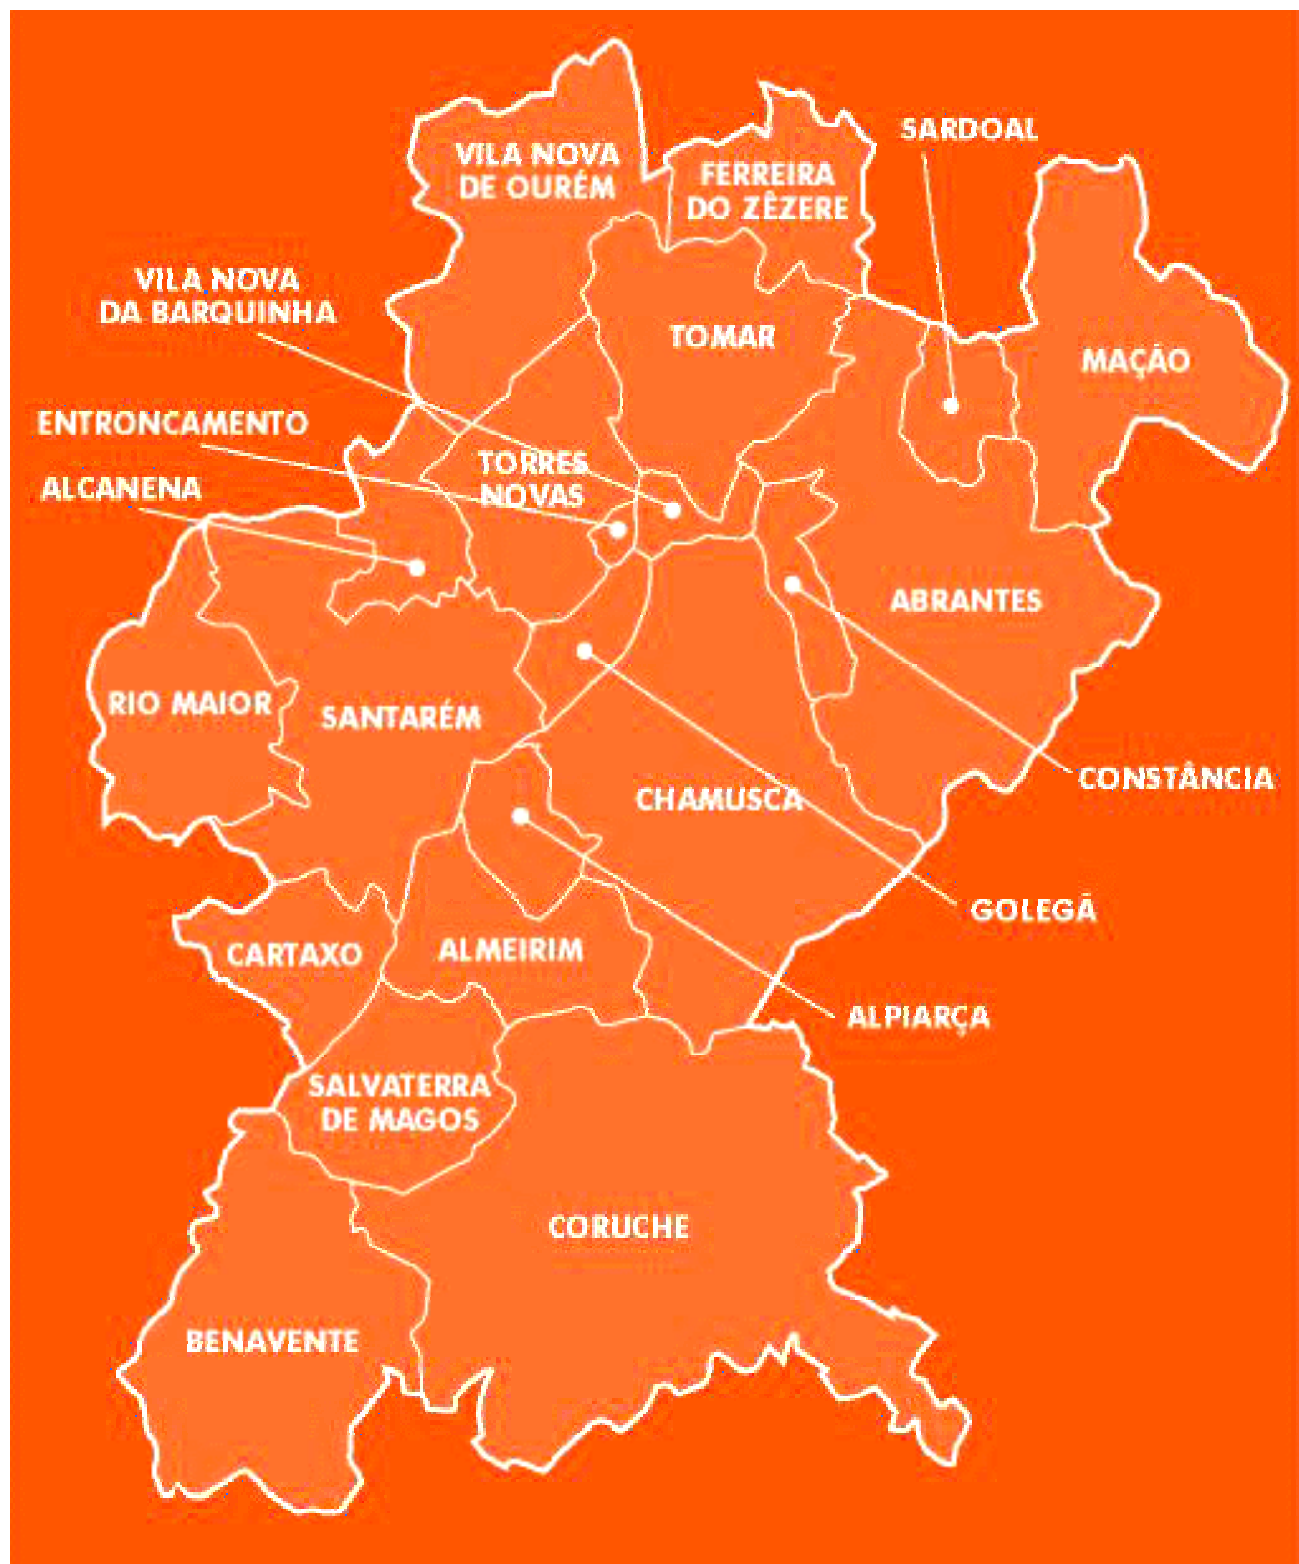 SARDOAL
VILA NOVA
DE OURÉM
FERREIRA
DO ZÊZERE
VILA NOVA
DA BARQUINHA
TOMAR
MAÇÃO
ENTRONCAMENTO
TORRES
NOVAS
ALCANENA
ABRANTES
RIO MAIOR
SANTARÉM
CONSTÂNCIA
CHAMUSCA
GOLEGÃ
CARTAXO
ALMEIRIM
ALPIARÇA
SALVATERRA
DE MAGOS
CORUCHE
BENAVENTE